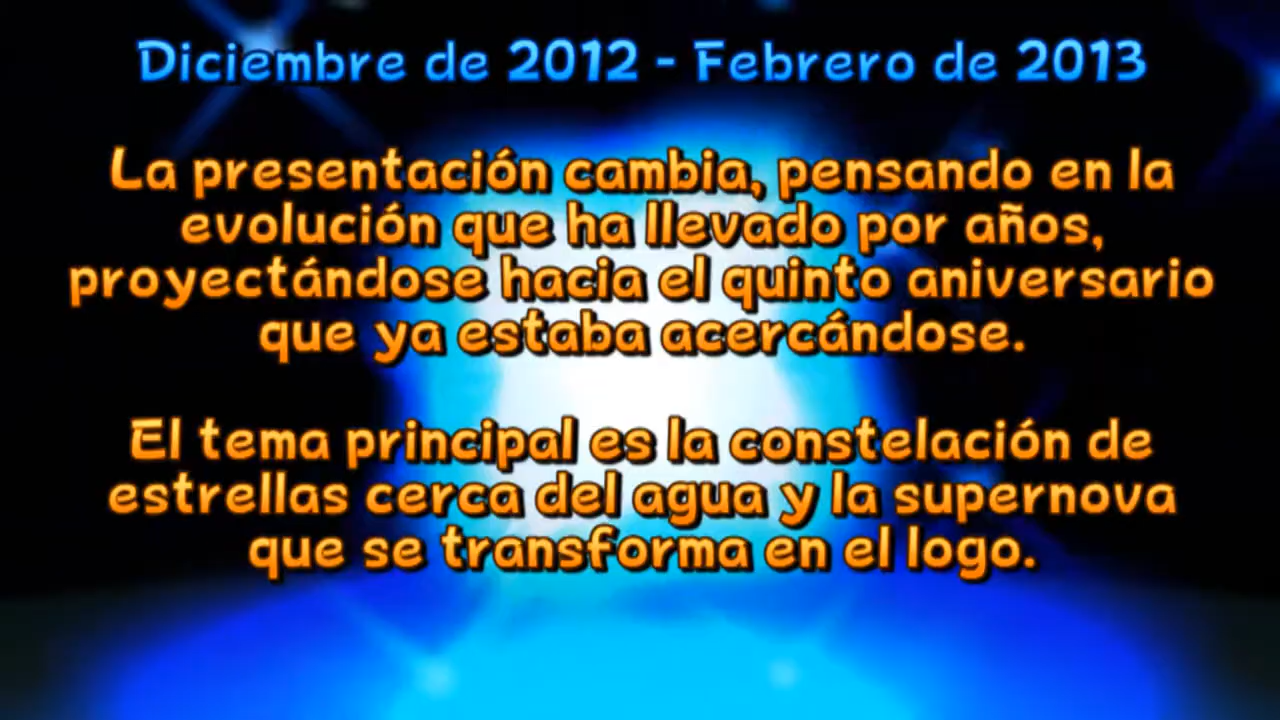 Diciembre de 2012 - Febrero de 2013
La presentación cambia, pensando en la
evolución que ha llevado por años,
proyectándose hacia el quinto aniversario
que ya estaba acercándose.
El tema principal es la constelación de
estrellas cerca del agua y la supernova
que se transforma en el logo.